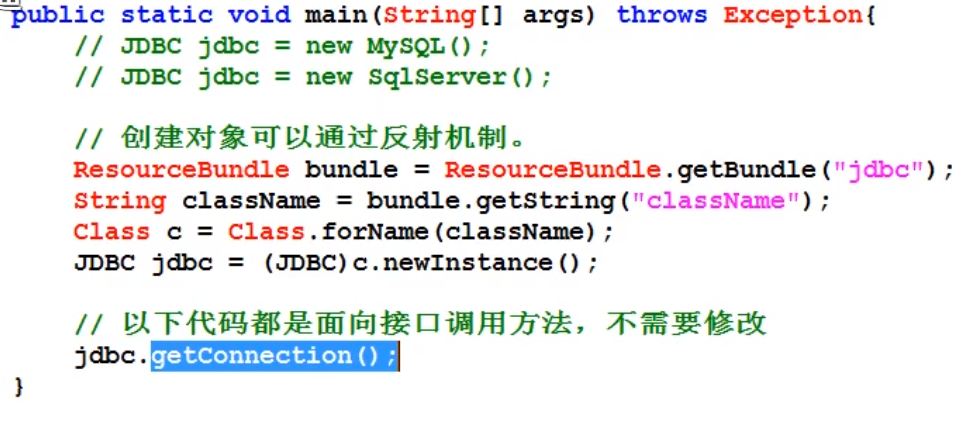 public static void main(String[] args) throws Exception{
// JDBC jdbc = new MySQL();
// JDBC jdbc = new SqlServer();
// 创建对象可以通过反射机制。
ResourceBundle bundle = ResourceBundle.getBundle("jdbc");
String className = bundle.getString("className");
Class c = Class.forName(className);
JDBC jdbc = (JDBC)c.newInstance();
// 以下代码都是面向接口调用方法，不需要修改
jdbc.getConnection();
}